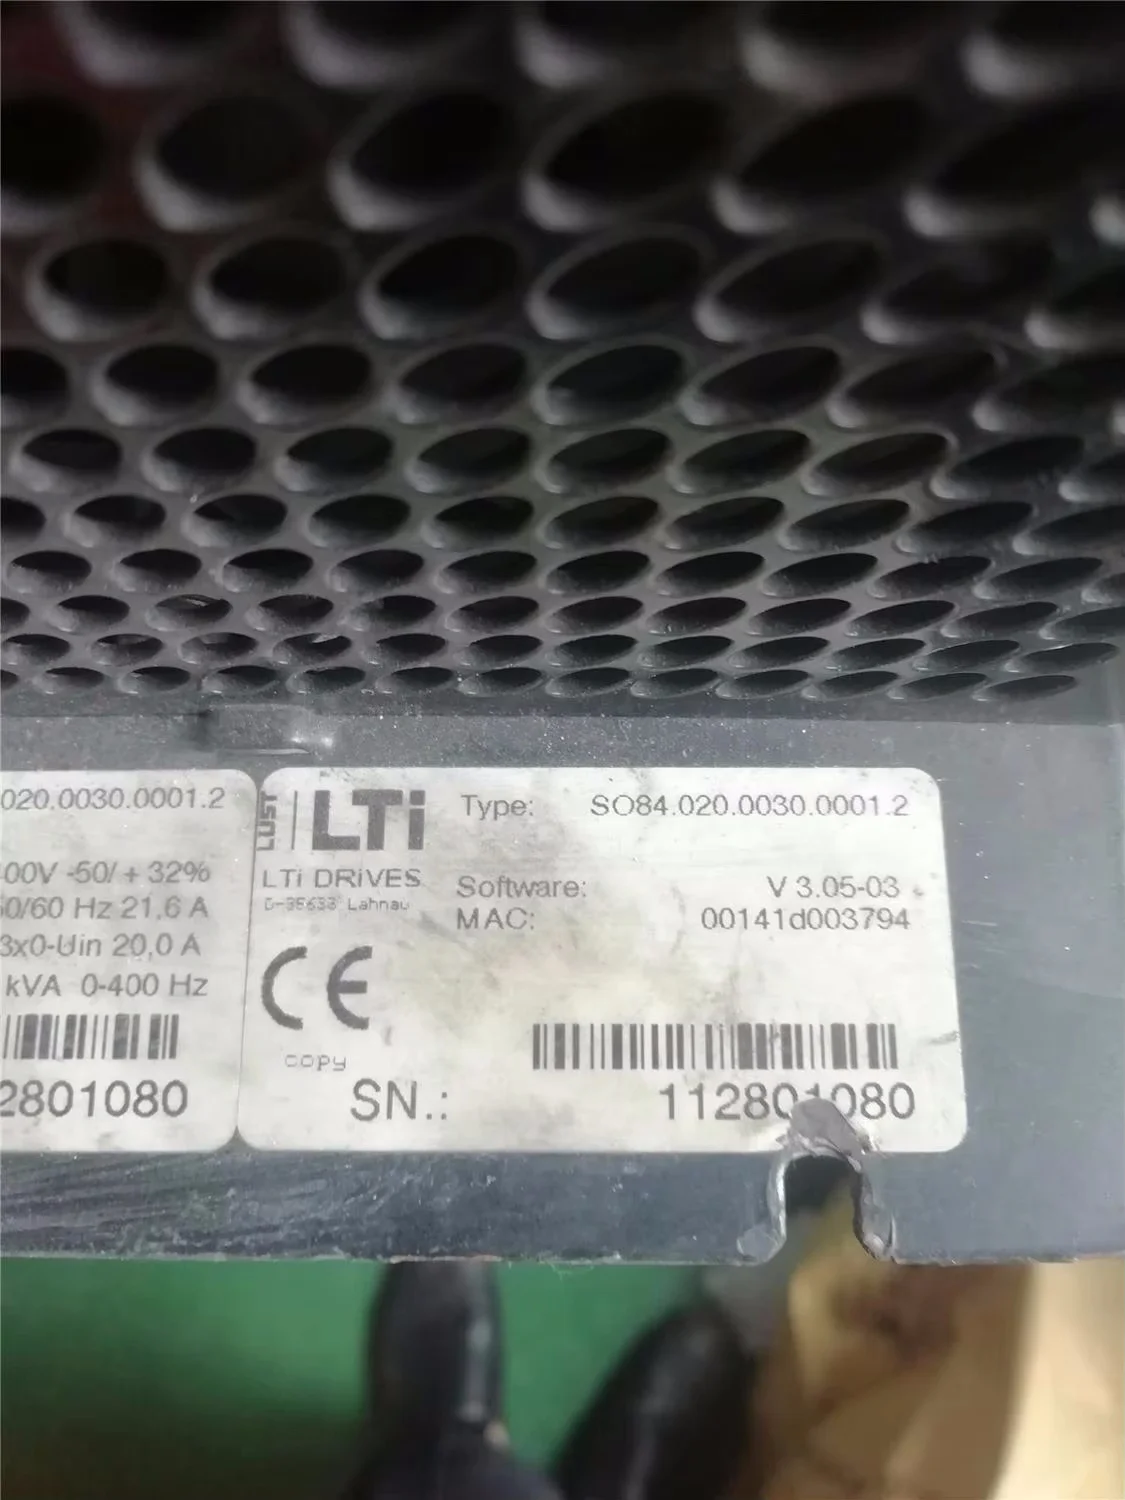 020.0030.0001.2
00V -50/ + 32%
50/60 Hz 21,6 A
3x0-Uin 20,0 A
kVA 0-400 Hz
2801080
LUST
LTi
LTi DRiVES
D-35633 Lahnau
Type: SO84.020.0030.0001.2
Software: V 3.05-03
MAC: 00141d003794
CE
copy
SN.: 112801080